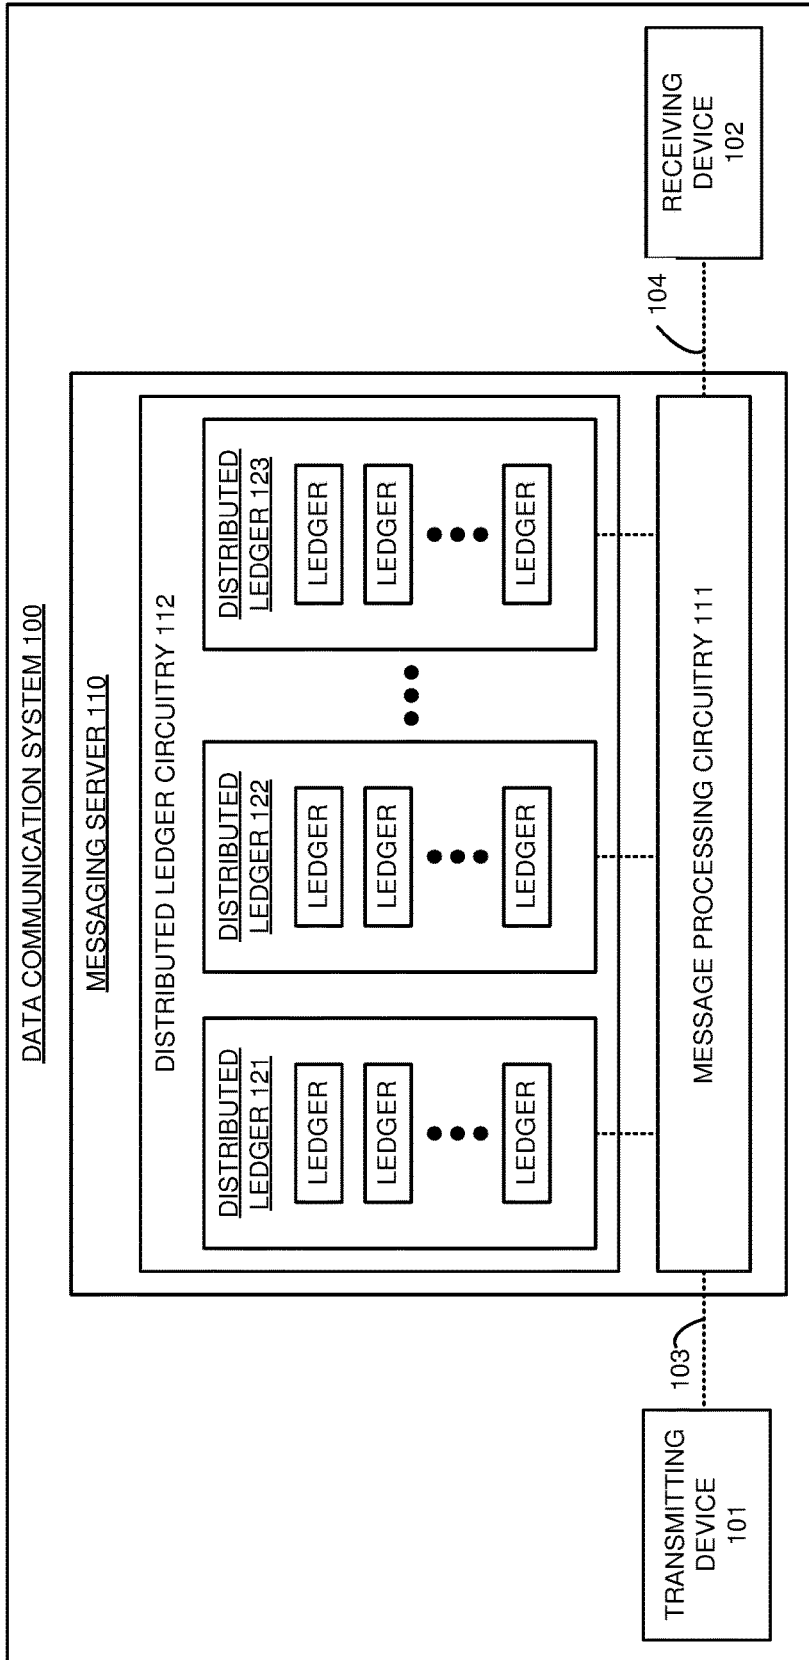 DATA COMMUNICATION SYSTEM 100
MESSAGING SERVER 110
DISTRIBUTED LEDGER CIRCUITRY 112
DISTRIBUTED
LEDGER 121
LEDGER
LEDGER
LEDGER
DISTRIBUTED
LEDGER 122
LEDGER
LEDGER
LEDGER
DISTRIBUTED
LEDGER 123
LEDGER
LEDGER
LEDGER
MESSAGE PROCESSING CIRCUITRY 111
TRANSMITTING
DEVICE
101
103
104
RECEIVING
DEVICE
102